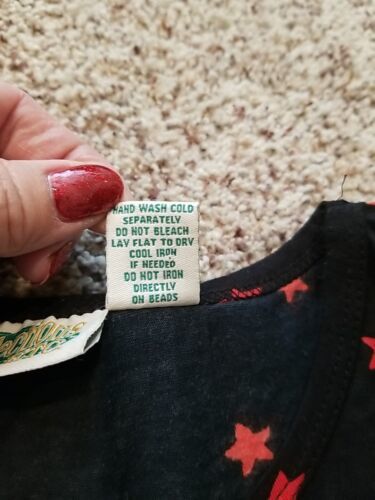 HAND WASH COLD
SEPARATELY
DO NOT BLEACH
LAY FLAT TO DRY
COOL IRON
IF NEEDED
DO NOT IRON
DIRECTLY
ON BEADS